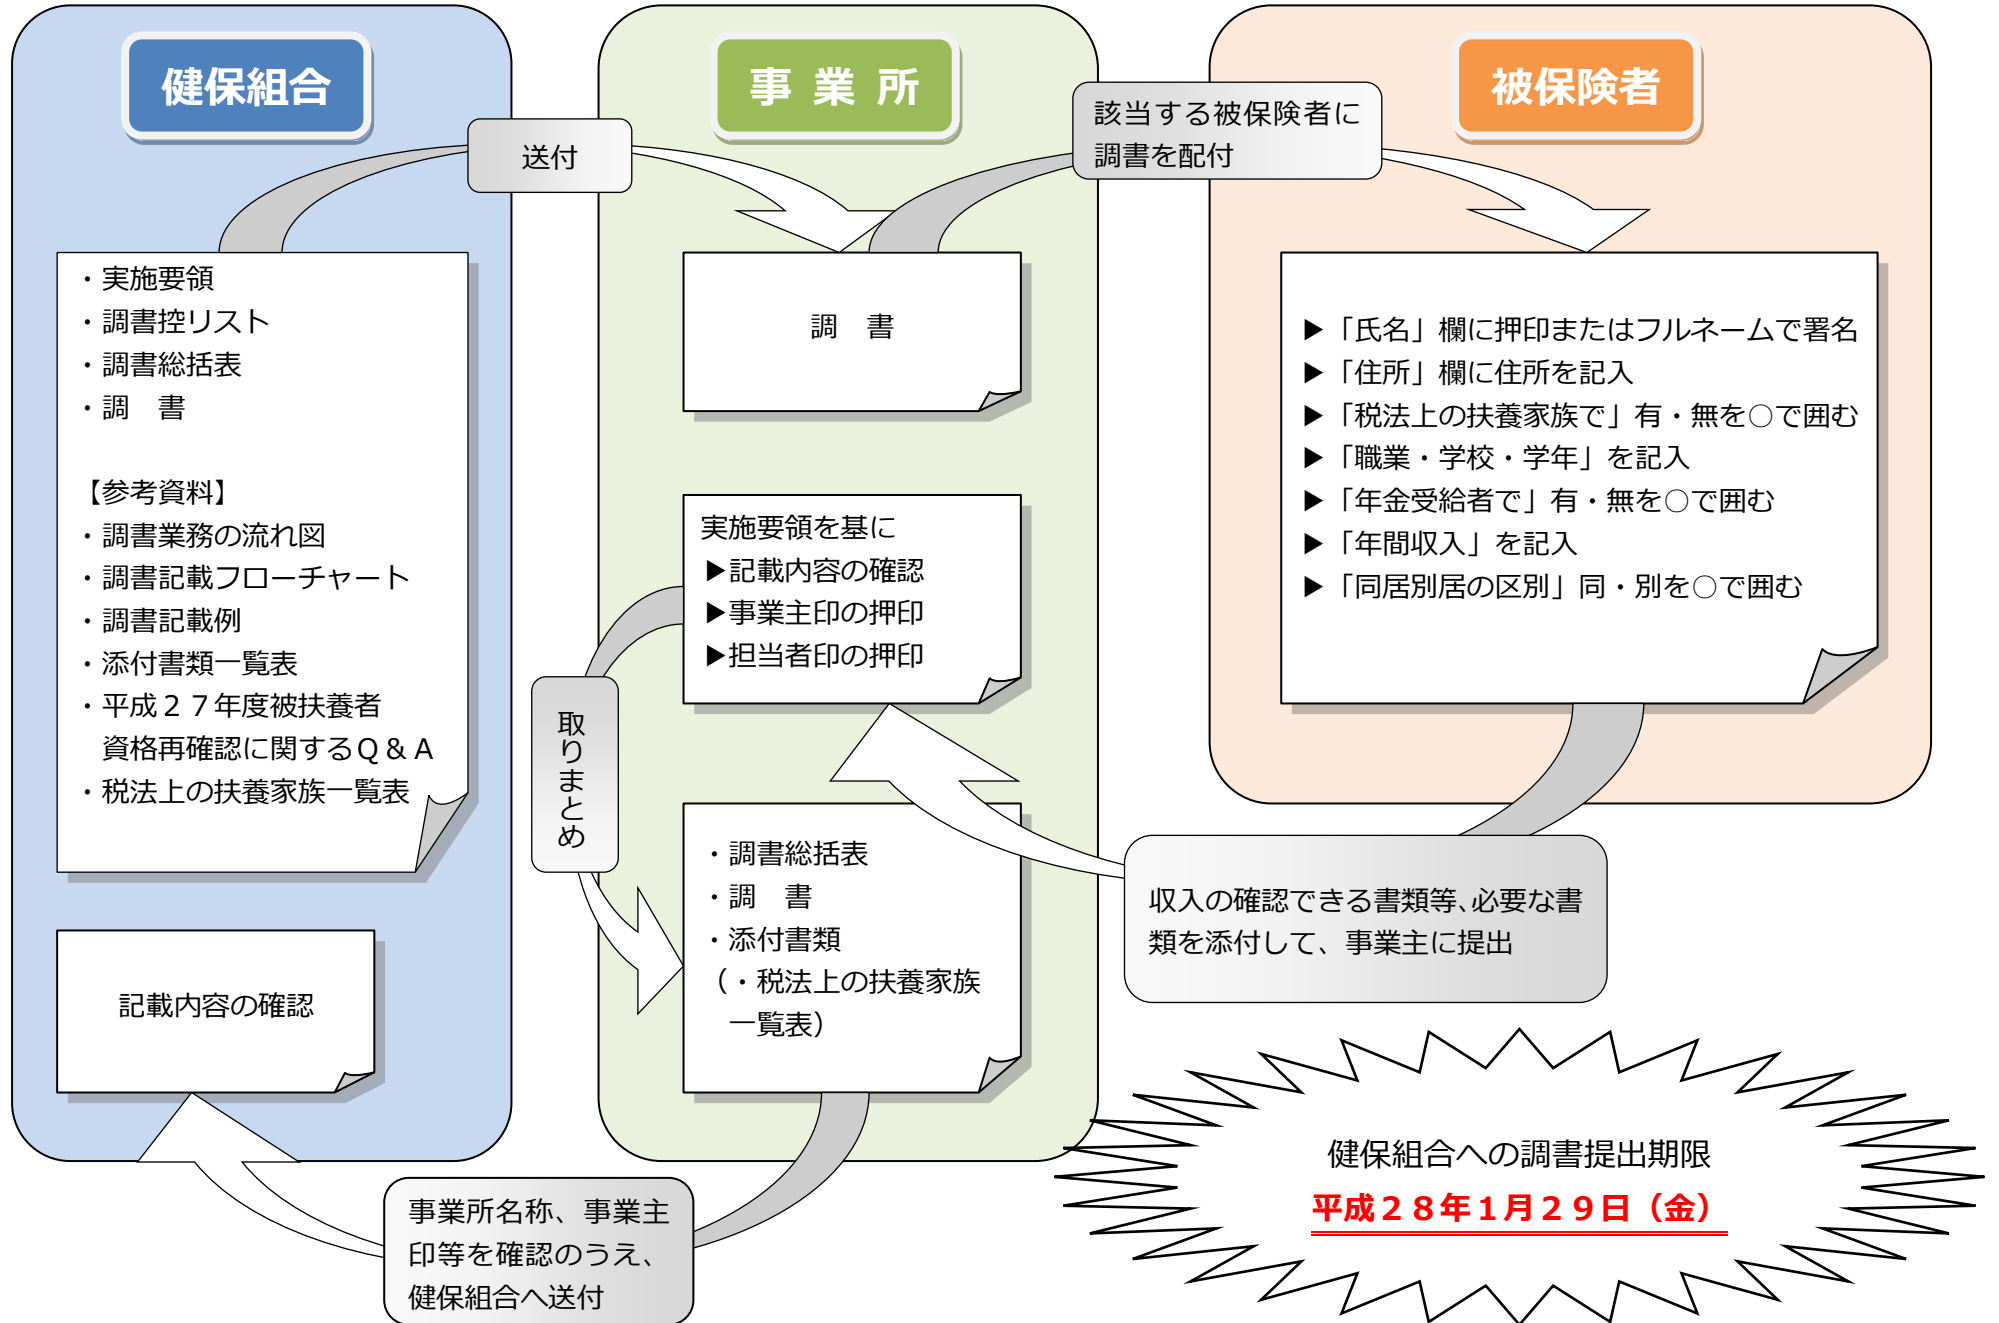 健保組合
事 業 所
被保険者
送付
該当する被保険者に
調書を配付
・実施要領
・調書控リスト
・調書総括表
・調　書
【参考資料】
・調書業務の流れ図
・調書記載フローチャート
・調書記載例
・添付書類一覧表
・平成２７年度被扶養者
資格再確認に関するＱ＆Ａ
・税法上の扶養家族一覧表
調　書
▶「氏名」欄に押印またはフルネームで署名
▶「住所」欄に住所を記入
▶「税法上の扶養家族で」有・無を○で囲む
▶「職業・学校・学年」を記入
▶「年金受給者で」有・無を○で囲む
▶「年間収入」を記入
▶「同居別居の区別」同・別を○で囲む
実施要領を基に
▶記載内容の確認
▶事業主印の押印
▶担当者印の押印
取りまとめ
・調書総括表
・調　書
・添付書類
（・税法上の扶養家族
一覧表）
収入の確認できる書類等、必要な書
類を添付して、事業主に提出
記載内容の確認
事業所名称、事業主
印等を確認のうえ、
健保組合へ送付
健保組合への調書提出期限
平成２８年１月２９日（金）